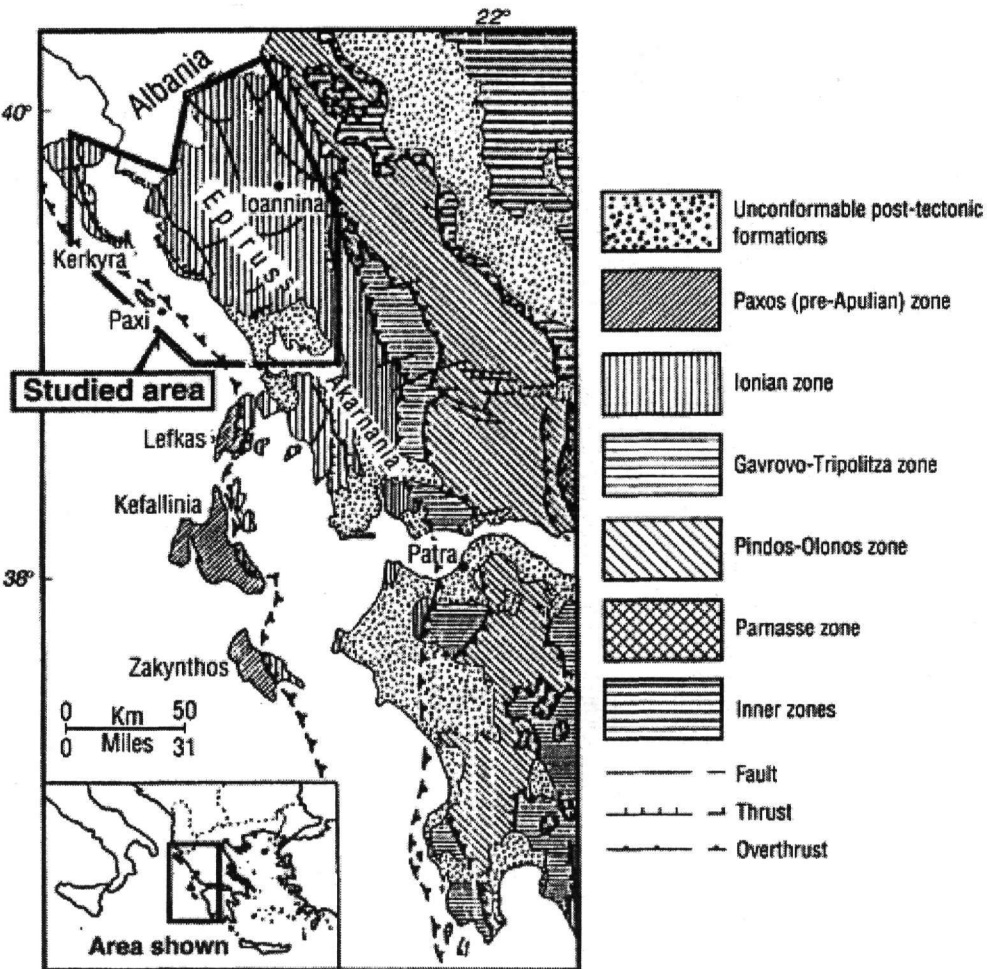 22°
40°
Albania
Ioannina
Epirus
Kerkyra
Paxi
Studied area
Akarnania
Lefkas
Kefallinia
Patra
38°
Zakynthos
0 Km 50
0 Miles 31
Area shown
Unconformable post-tectonic
formations
Paxos (pre-Apulian) zone
Ionian zone
Gavrovo-Tripolitza zone
Pindos-Olonos zone
Parnasse zone
Inner zones
Fault
Thrust
Overthrust